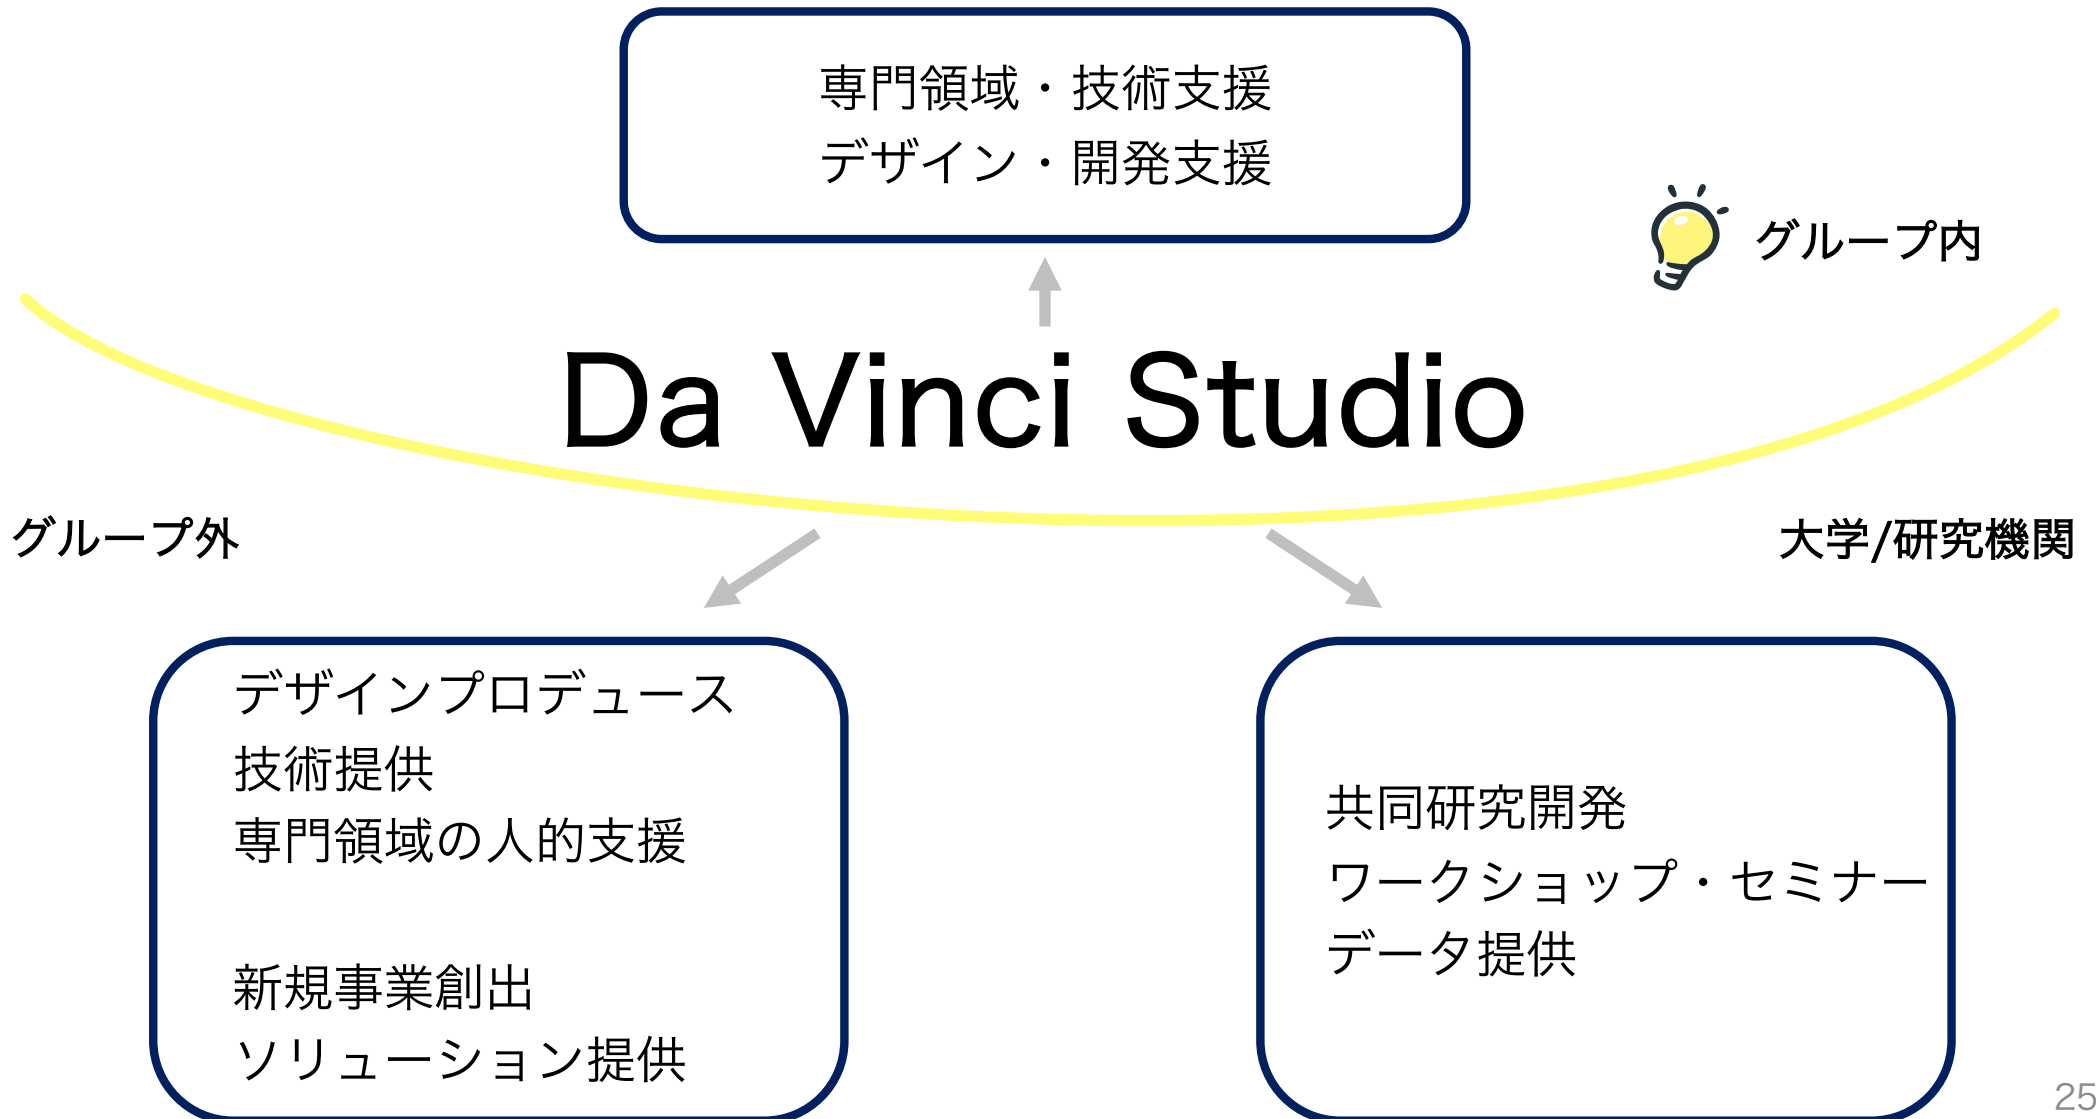 専門領域・技術支援
デザイン・開発支援
グループ内
Da Vinci Studio
グループ外
大学/研究機関
デザインプロデュース
技術提供
専門領域の人的支援
新規事業創出
ソリューション提供
共同研究開発
ワークショップ・セミナー
データ提供
25